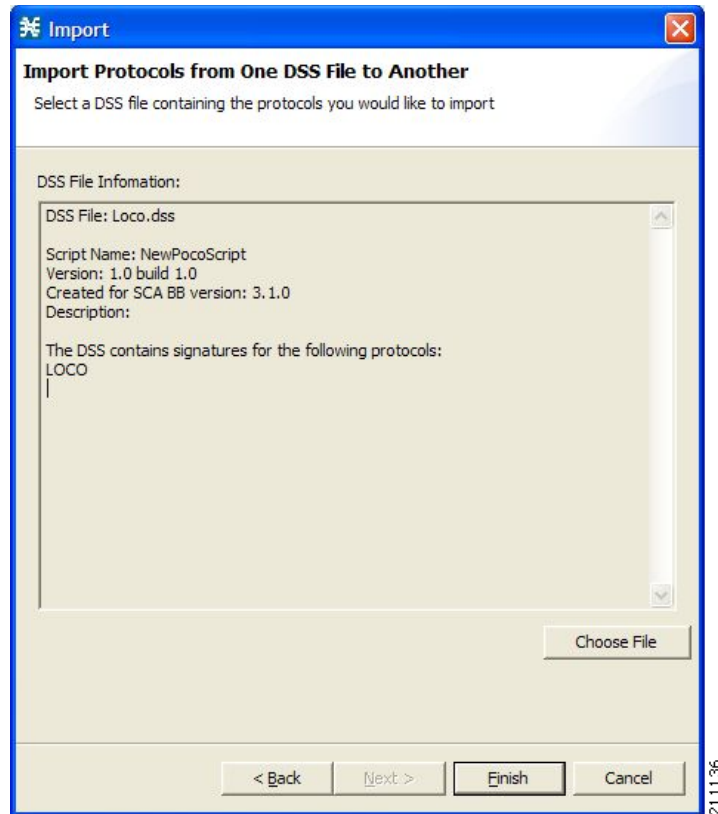 Import
Import Protocols from One DSS File to Another
Select a DSS file containing the protocols you would like to import
DSS File Infomation:
DSS File: Loco.dss
Script Name: NewPocoScript
Version: 1.0 build 1.0
Created for SCA BB version: 3.1.0
Description:
The DSS contains signatures for the following protocols:
LOCO
Choose File
< Back
Next >
Finish
Cancel
211136